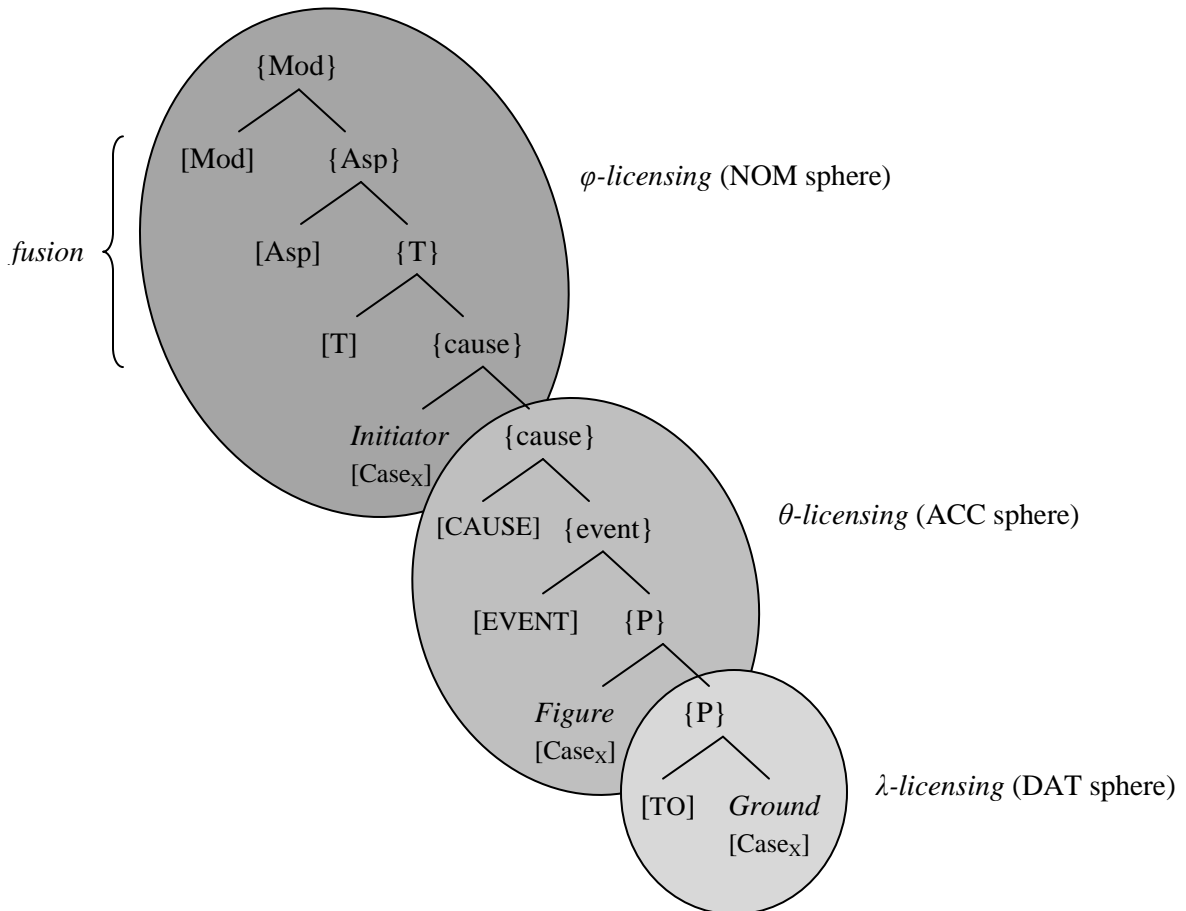 {Mod}
[Mod] {Asp}
φ-licensing (NOM sphere)
fusion [Asp] {T}
[T] {cause}
Initiator {cause}
[CaseX]
θ-licensing (ACC sphere)
[CAUSE] {event}
[EVENT] {P}
Figure {P}
[CaseX]
λ-licensing (DAT sphere)
[TO] Ground
[CaseX]